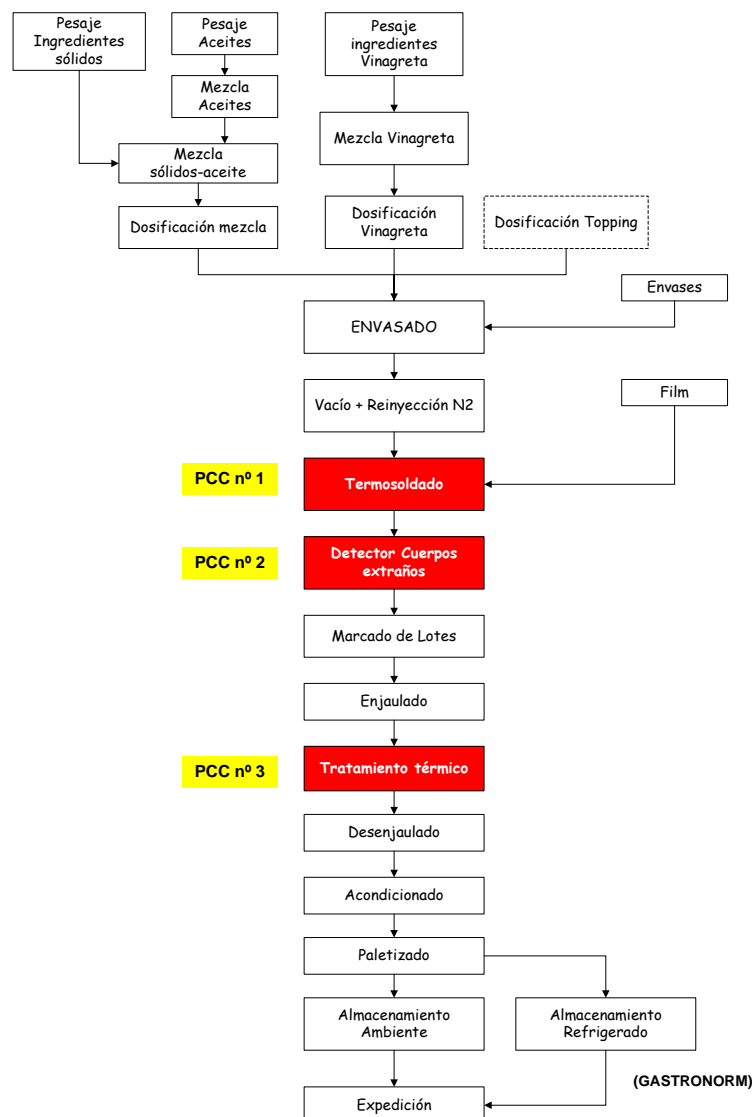 Pesaje
Ingredientes
sólidos
Pesaje
Aceites
Pesaje
ingredientes
Vinagreta
Mezcla
Aceites
Mezcla Vinagreta
Mezcla
sólidos-aceite
Dosificación mezcla
Dosificación
Vinagreta
Dosificación Topping
Envases
ENVASADO
Vacío + Reinyección N2
Film
PCC nº 1
Termosoldado
PCC nº 2
Detector Cuerpos
extraños
Marcado de Lotes
Enjaulado
PCC nº 3
Tratamiento térmico
Desenjaulado
Acondicionado
Paletizado
Almacenamiento
Ambiente
Almacenamiento
Refrigerado
(GASTRONORM)
Expedición